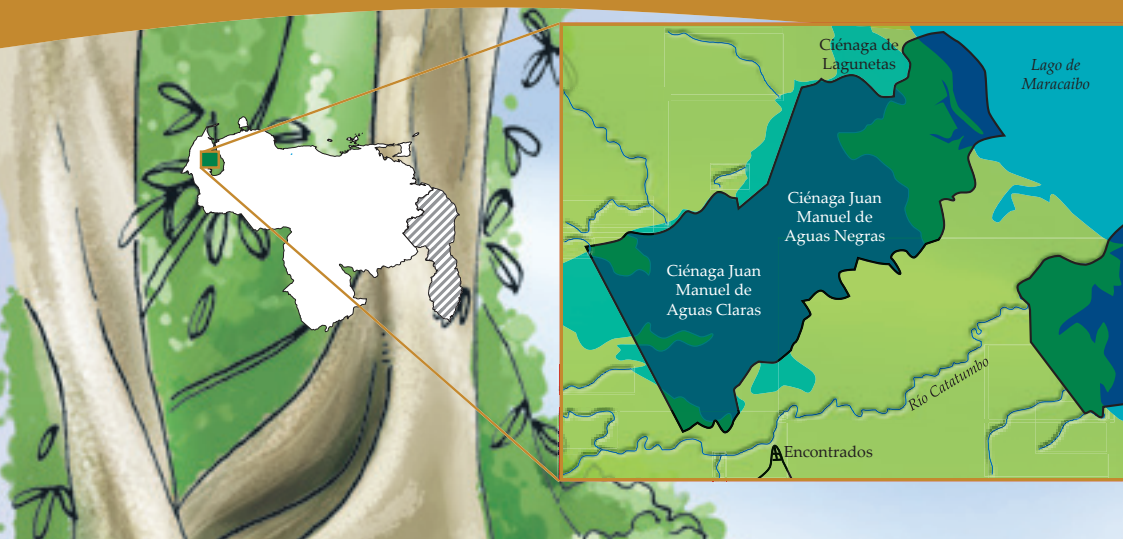 Ciénaga de
Lagunetas
Lago de
Maracaibo
Ciénaga Juan
Manuel de
Aguas Negras
Ciénaga Juan
Manuel de
Aguas Claras
Río Catatumbo
Encontrados